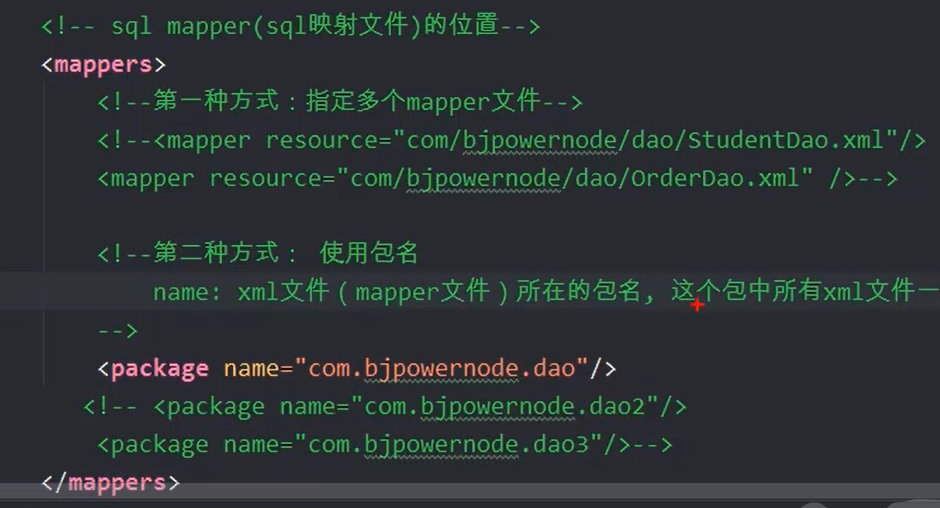 <!-- sql mapper(sql映射文件)的位置-->
<mappers>
<!--第一种方式：指定多个mapper文件-->
<!--<mapper resource="com/bjpowernode/dao/StudentDao.xml"/>
<mapper resource="com/bjpowernode/dao/OrderDao.xml" />-->
<!--第二种方式： 使用包名
name: xml文件（mapper文件）所在的包名, 这个包中所有xml文件一
-->
<package name="com.bjpowernode.dao"/>
<!-- <package name="com.bjpowernode.dao2"/>
<package name="com.bjpowernode.dao3"/>-->
</mappers>